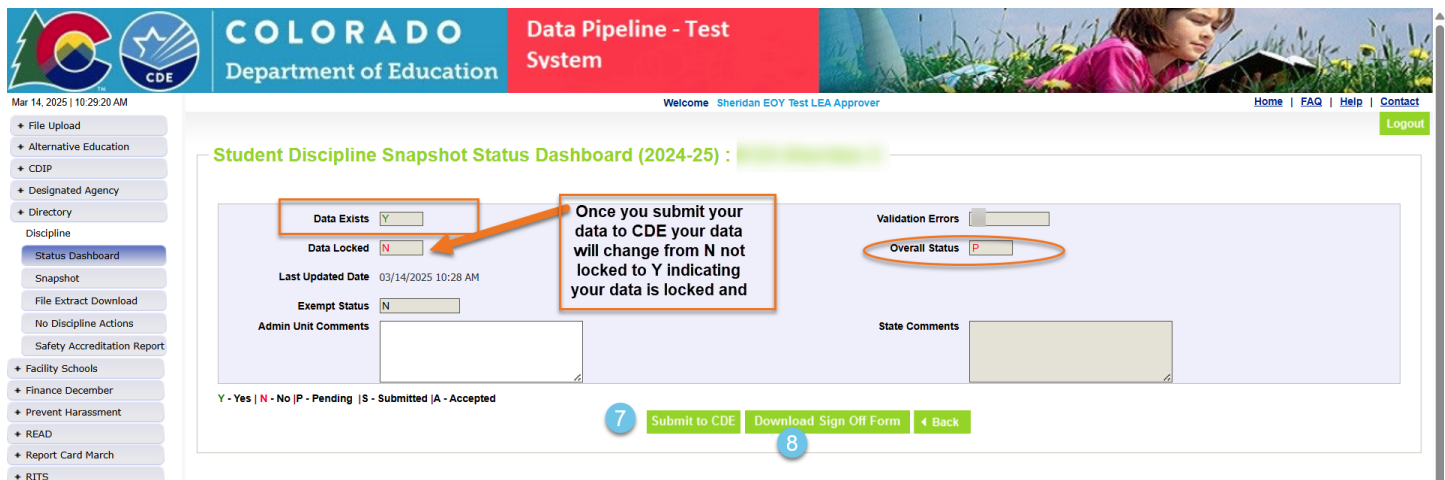 COLORADO
Department of Education
CDE
TM
Data Pipeline - Test
System
Mar 14, 2025 | 10:29:20 AM
Welcome Sheridan EOY Test LEA Approver
Home | FAQ | Help | Contact
Logout
+ File Upload
+ Alternative Education
+ CDIP
+ Designated Agency
+ Directory
Discipline
Status Dashboard
Snapshot
File Extract Download
No Discipline Actions
Safety Accreditation Report
+ Facility Schools
+ Finance December
+ Prevent Harassment
+ READ
+ Report Card March
+ RITS
Student Discipline Snapshot Status Dashboard (2024-25) :
Data Exists Y
Validation Errors
Data Locked N
Overall Status P
Last Updated Date 03/14/2025 10:28 AM
Exempt Status N
Admin Unit Comments
State Comments
Once you submit your
data to CDE your data
will change from N not
locked to Y indicating
your data is locked and
Y - Yes | N - No |P - Pending |S - Submitted |A - Accepted
7 Submit to CDE Download Sign Off Form Back
8